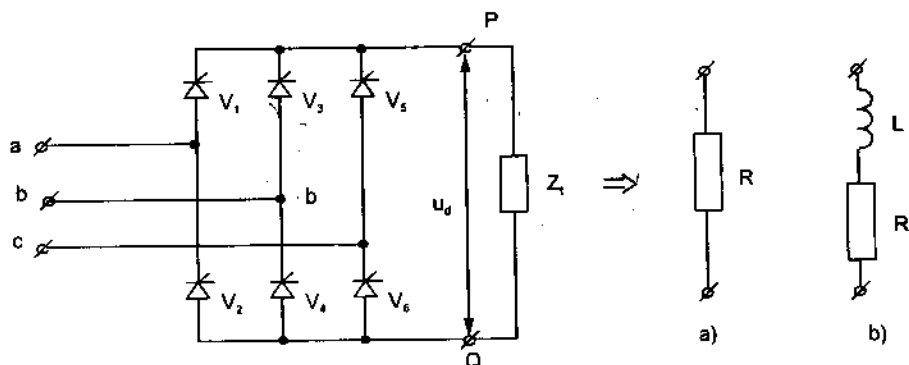 P
V₁
V₃
V₅
a
b
b
c
u_d
Z_t
⇒
R
L
R
V₂
V₄
V₆
Q
a)
b)